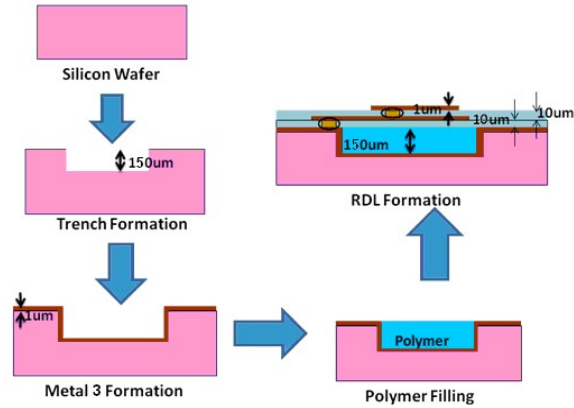 Silicon Wafer
150um
Trench Formation
1um
Metal 3 Formation
Polymer
Polymer Filling
1um
10um
10um
150um
RDL Formation